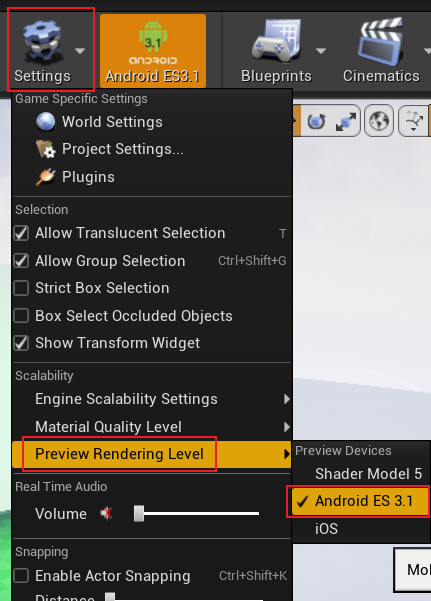 3.1
ANDROID
Settings
Android ES3.1
Blueprints
Cinematics
Game Specific Settings
World Settings
Project Settings...
Plugins
Selection
Allow Translucent Selection T
Allow Group Selection Ctrl+Shift+G
Strict Box Selection
Box Select Occluded Objects
Show Transform Widget
Scalability
Engine Scalability Settings
Material Quality Level
Preview Rendering Level
Preview Devices
Shader Model 5
Android ES 3.1
iOS
Real Time Audio
Volume
Snapping
Mo
Enable Actor Snapping Ctrl+Shift+K
Distance